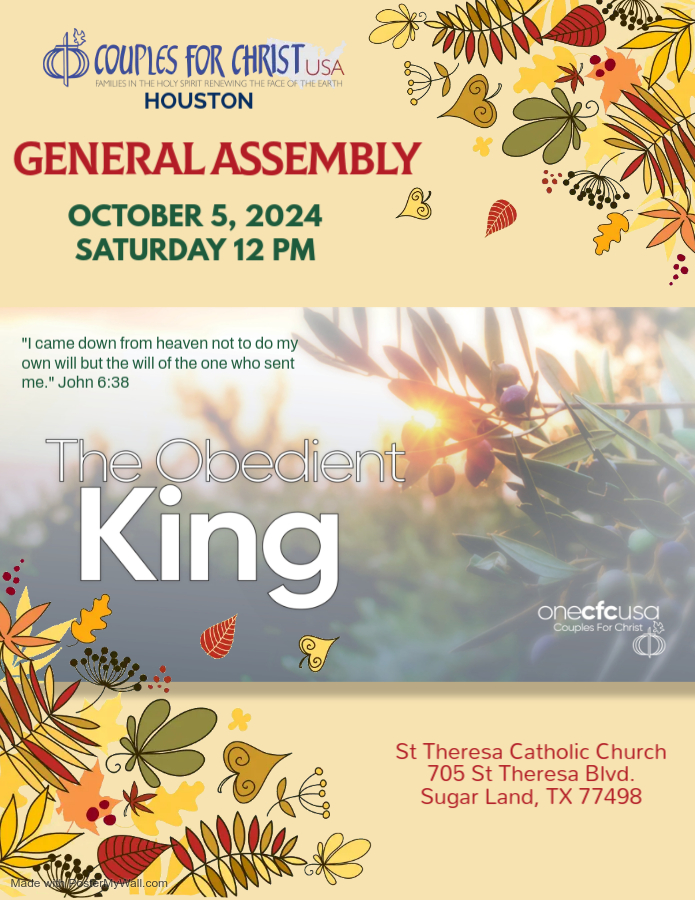 COUPLES FOR CHRIST USA
FAMILIES IN THE HOLY SPIRIT RENEWING THE FACE OF THE EARTH
HOUSTON
GENERAL ASSEMBLY
OCTOBER 5, 2024
SATURDAY 12 PM
"I came down from heaven not to do my
own will but the will of the one who sent
me." John 6:38
The Obedient
King
onecfcusa
Couples For Christ
St Theresa Catholic Church
705 St Theresa Blvd.
Sugar Land, TX 77498
Made with PosterMyWall.com